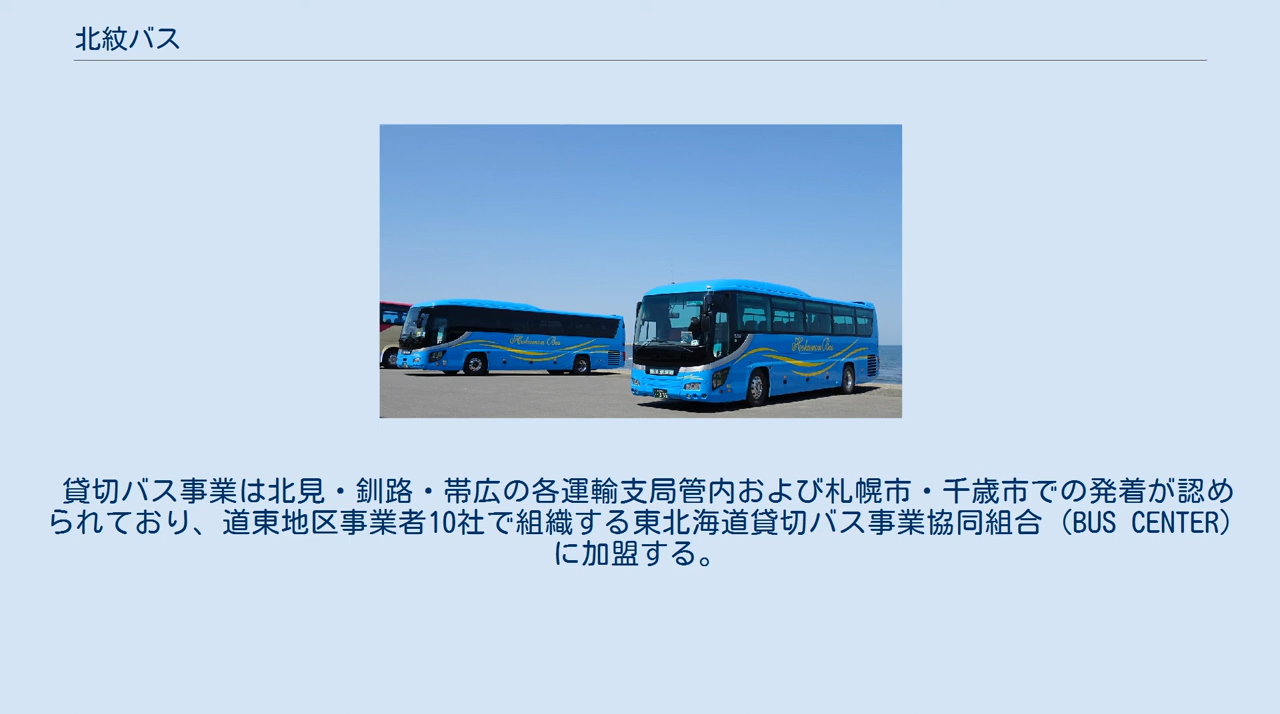 北紋バス
Hokumon Bus
Hokumon Bus
貸切バス事業は北見・釧路・帯広の各運輸支局管内および札幌市・千歳市での発着が認め
られており、道東地区事業者10社で組織する東北海道貸切バス事業協同組合（BUS CENTER）
に加盟する。